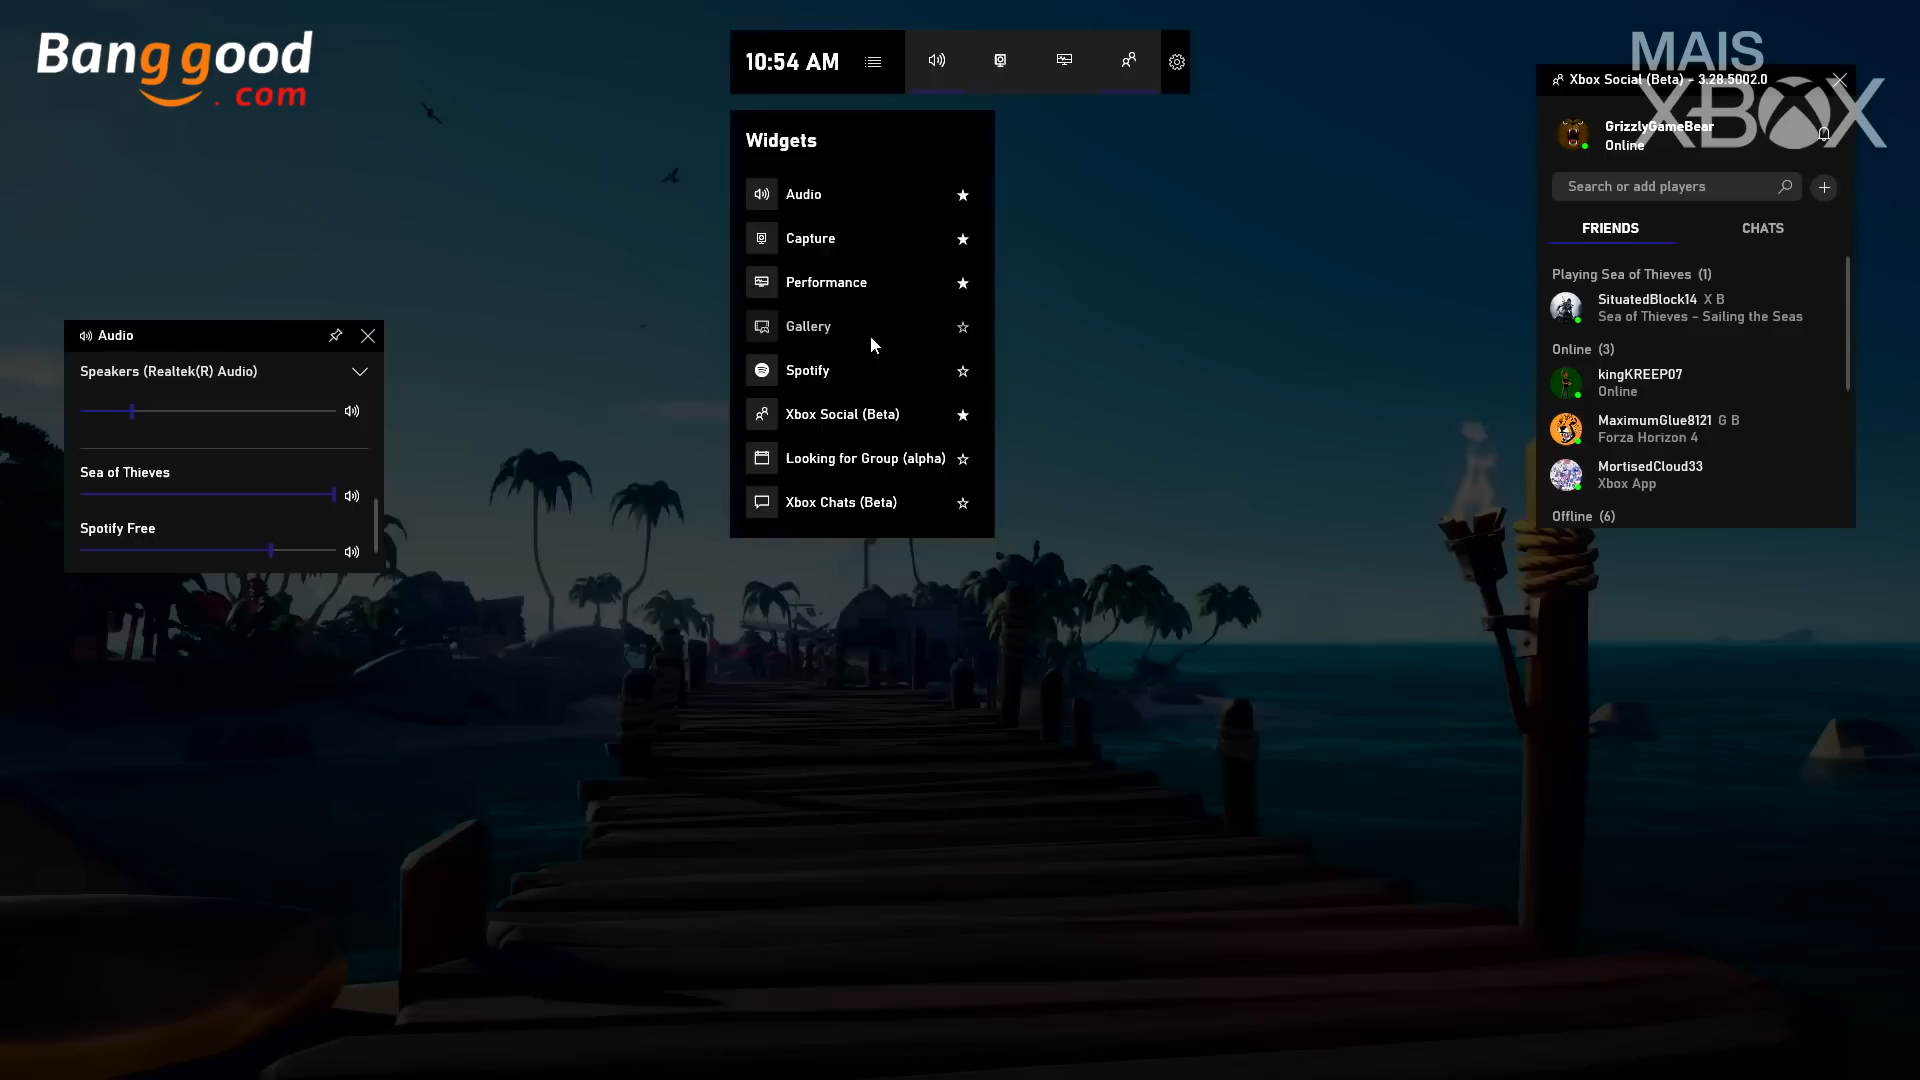 Banggood
.com
10:54 AM
MAIS
XBOX
Widgets
Audio
Capture
Performance
Gallery
Spotify
Xbox Social (Beta)
Looking for Group (alpha)
Xbox Chats (Beta)
Audio
Speakers (Realtek(R) Audio)
Sea of Thieves
Spotify Free
Xbox Social (Beta) - 3.28.5002.0
GrizzlyGameBear
Online
Search or add players
FRIENDS CHATS
Playing Sea of Thieves (1)
SituatedBlock14 X B
Sea of Thieves - Sailing the Seas
Online (3)
kingKREEP07
Online
MaximumGlue8121 G B
Forza Horizon 4
MortisedCloud33
Xbox App
Offline (6)